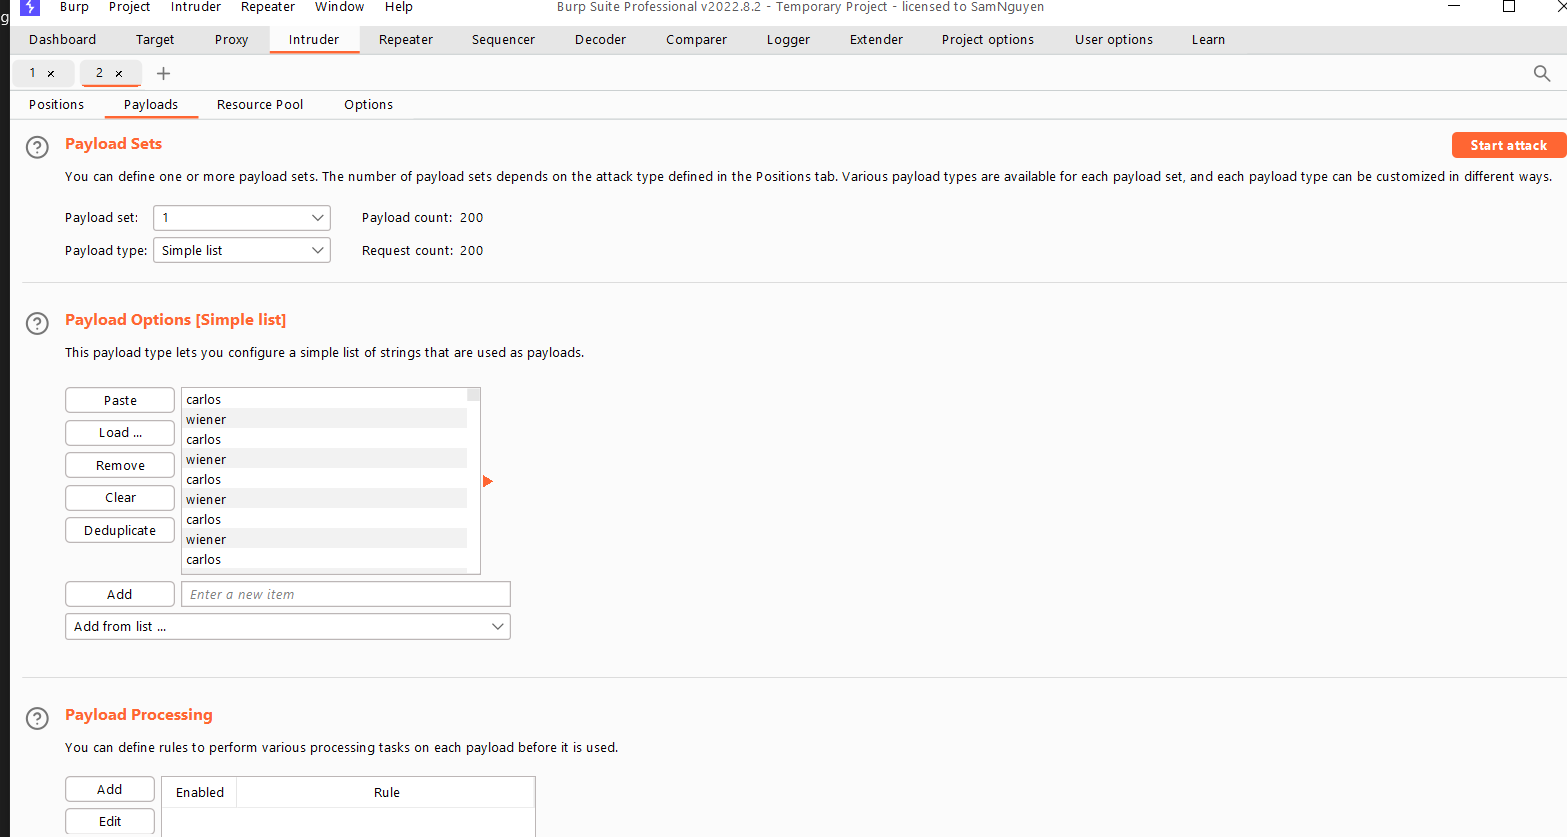 Burp Project Intruder Repeater Window Help Burp Suite Professional v2022.8.2 - Temporary Project - licensed to SamNguyen
g
Dashboard Target Proxy Intruder Repeater Sequencer Decoder Comparer Logger Extender Project options User options Learn
1 × 2 × +
Positions Payloads Resource Pool Options
? Payload Sets Start attack
You can define one or more payload sets. The number of payload sets depends on the attack type defined in the Positions tab. Various payload types are available for each payload set, and each payload type can be customized in different ways.
Payload set: 1 Payload count: 200
Payload type: Simple list Request count: 200
? Payload Options [Simple list]
This payload type lets you configure a simple list of strings that are used as payloads.
Paste
Load ...
Remove
Clear
Deduplicate
carlos
wiener
carlos
wiener
carlos
wiener
carlos
wiener
carlos
Add Enter a new item
Add from list ...
? Payload Processing
You can define rules to perform various processing tasks on each payload before it is used.
Add Enabled Rule
Edit